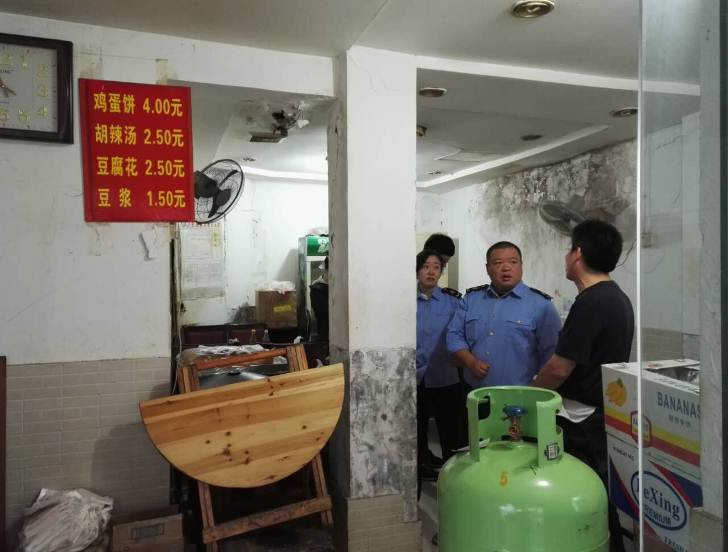 鸡蛋饼 4.00元
胡辣汤 2.50元
豆腐花 2.50元
豆 浆 1.50元
5
BANANAS
eXing
PREMIUM